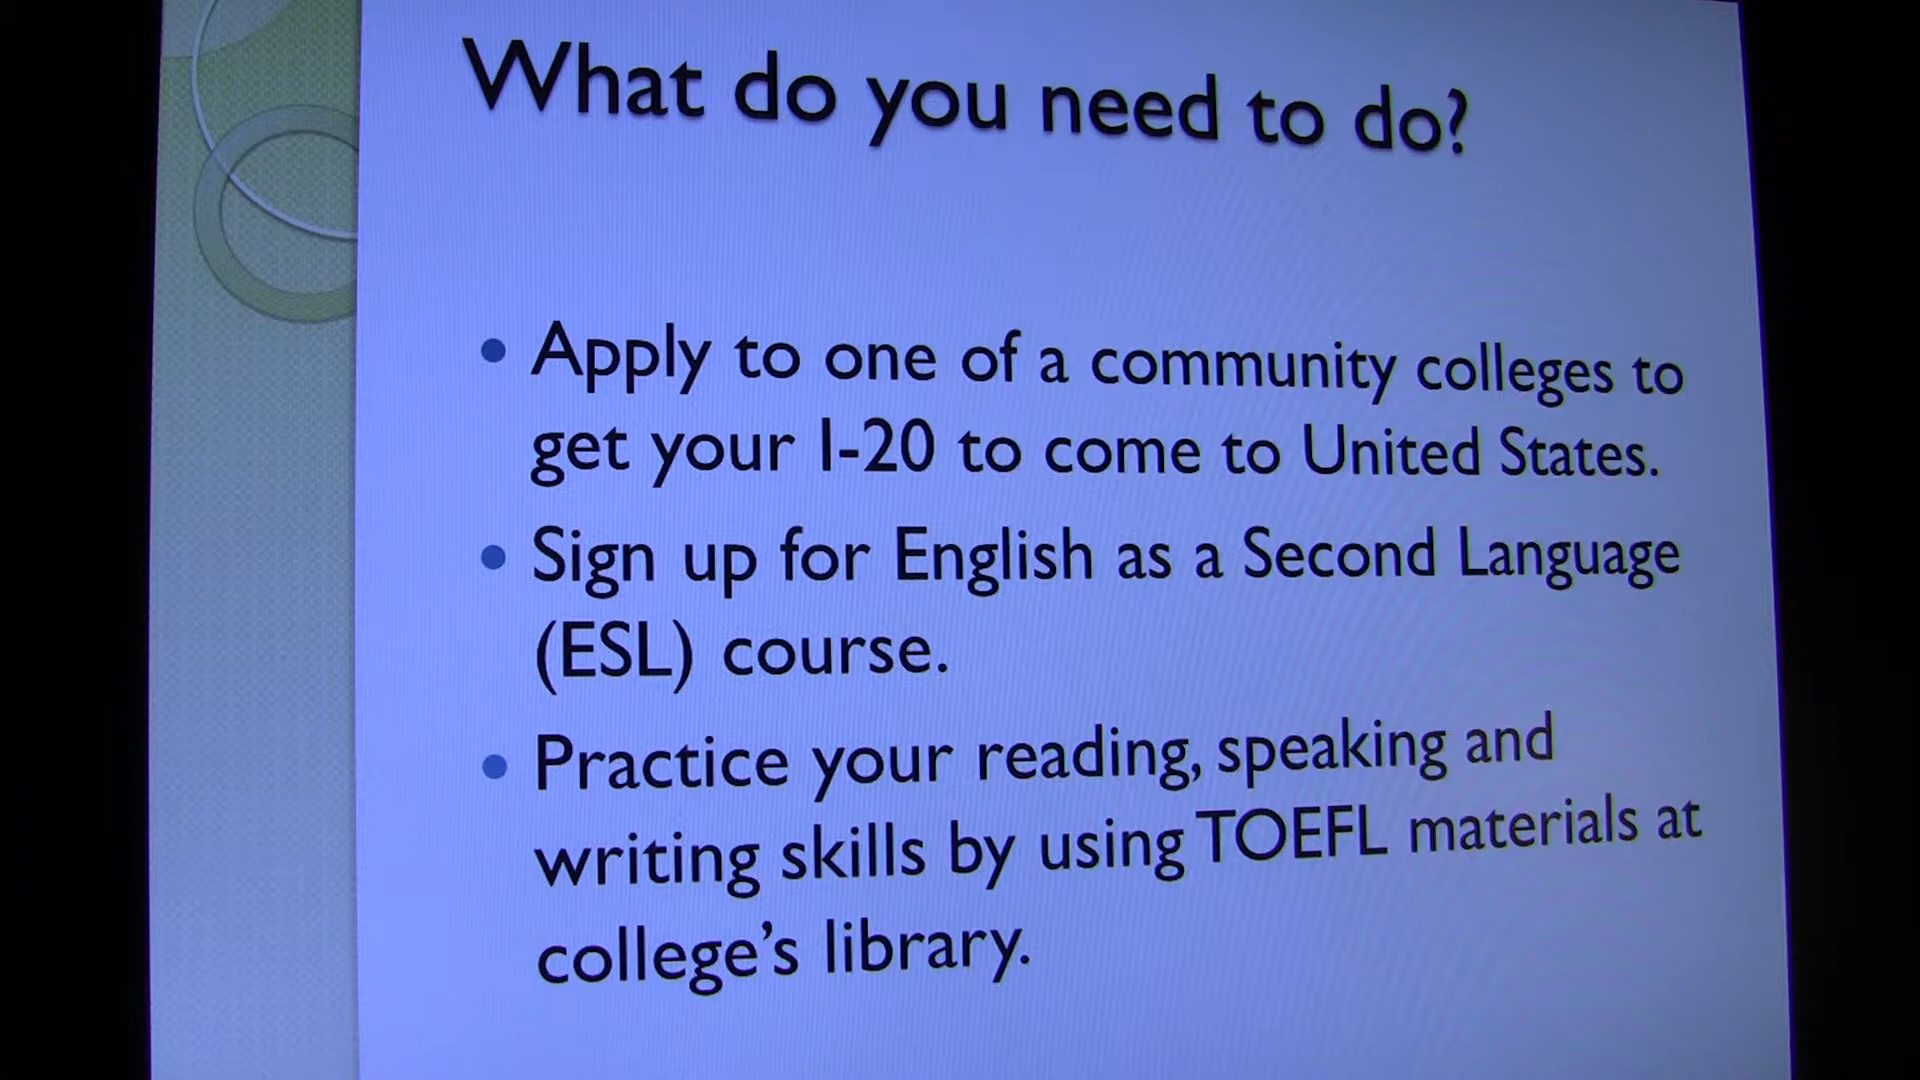 What do you need to do?
• Apply to one of a community colleges to
get your I-20 to come to United States.
• Sign up for English as a Second Language
(ESL) course.
• Practice your reading, speaking and
writing skills by using TOEFL materials at
college's library.